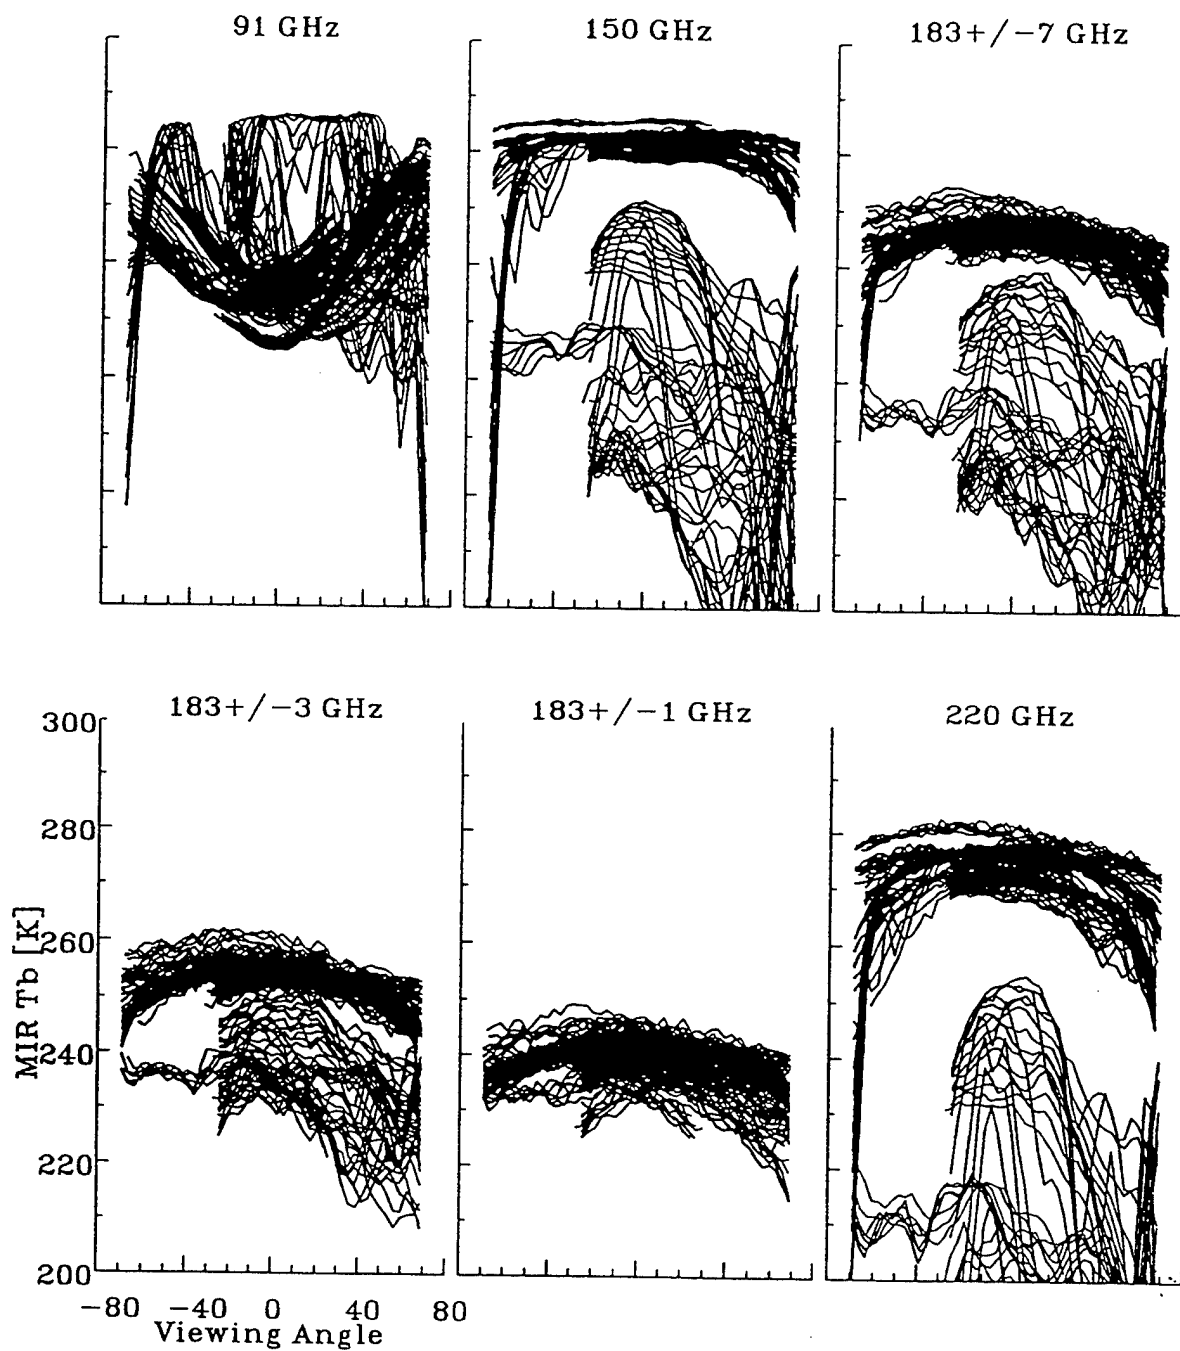 91 GHz
150 GHz
183+/−7 GHz
183+/−3 GHz
183+/−1 GHz
220 GHz
300
280
260
240
220
200
MIR Tb [K]
−80 −40 0 40 80
Viewing Angle